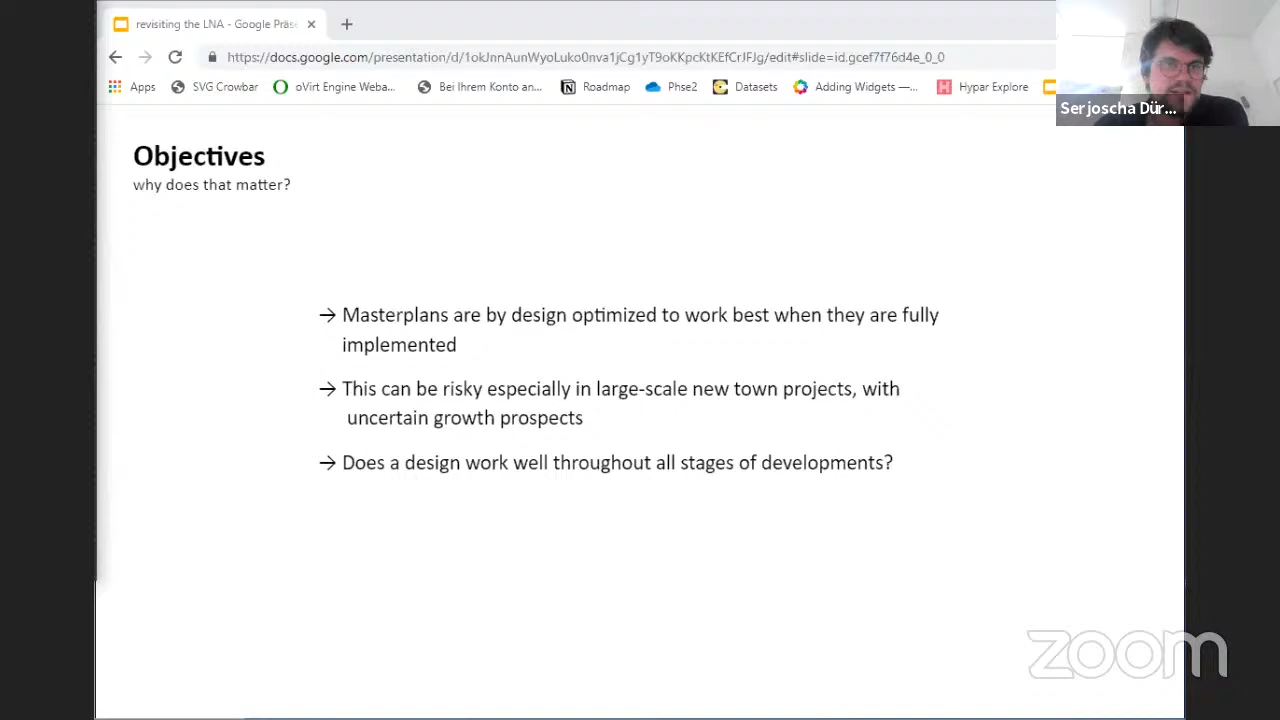 revisiting the LNA - Google Präse
https://docs.google.com/presentation/d/1okJnnAunWyoLuko0nva1jCg1yT9oKKpcKtKEfCrJFJg/edit#slide=id.gcef7f76d4e_0_0
Apps SVG Crowbar oVirt Engine Weba... Bei Ihrem Konto an... Roadmap Phse2 Datasets Adding Widgets —... Hypar Explore
Serjoscha Dür...
Objectives
why does that matter?
→ Masterplans are by design optimized to work best when they are fully
implemented
→ This can be risky especially in large-scale new town projects, with
uncertain growth prospects
→ Does a design work well throughout all stages of developments?
zoom